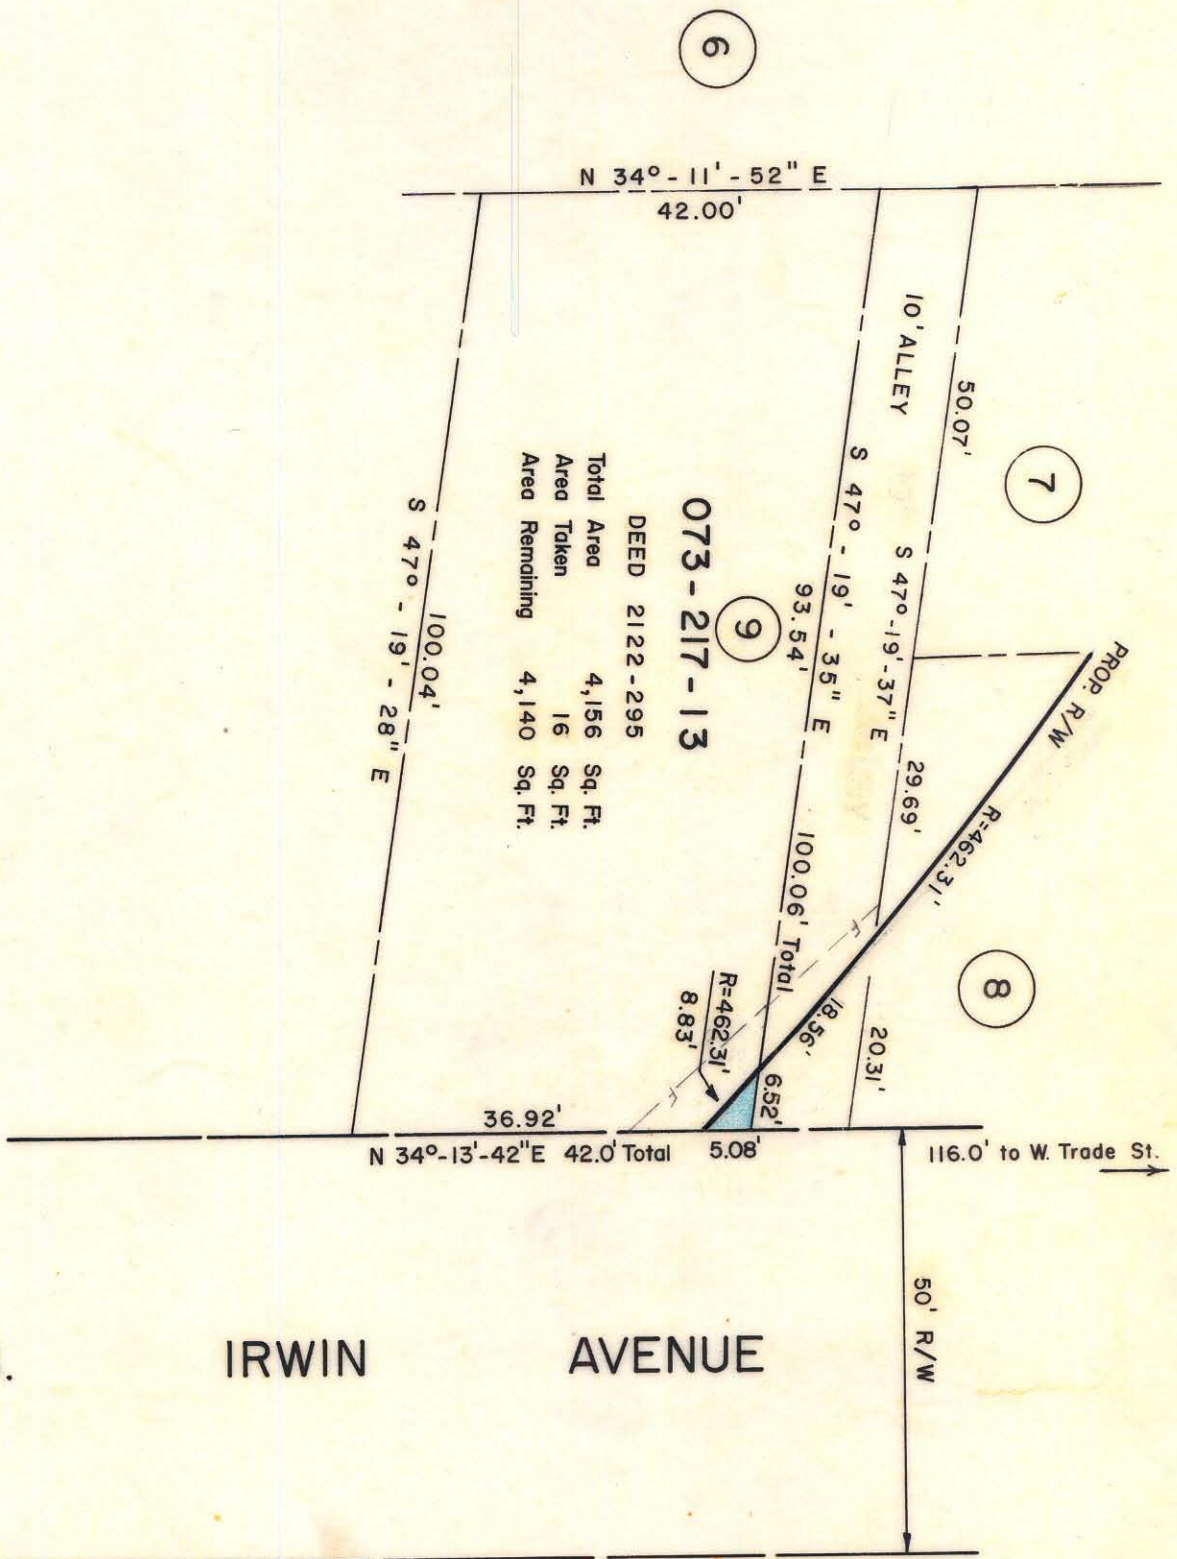 6
N 34° - 11' - 52" E
42.00'
10' ALLEY
50.07'
7
S 47° - 19' - 37" E
S 47° - 19' - 35" E
93.54'
29.69'
PROP. R/W
R=462.31'
9
073-217-13
DEED 2122-295
Total Area 4,156 Sq. Ft.
Area Taken 16 Sq. Ft.
Area Remaining 4,140 Sq. Ft.
100.04'
S 47° - 19' - 28" E
100.06' Total
F
8
18.56'
20.31'
R=462.31'
8.83'
F
6.52'
36.92'
N 34°-13'-42"E 42.0' Total
5.08'
116.0' to W. Trade St.
50' R/W
IRWIN AVENUE